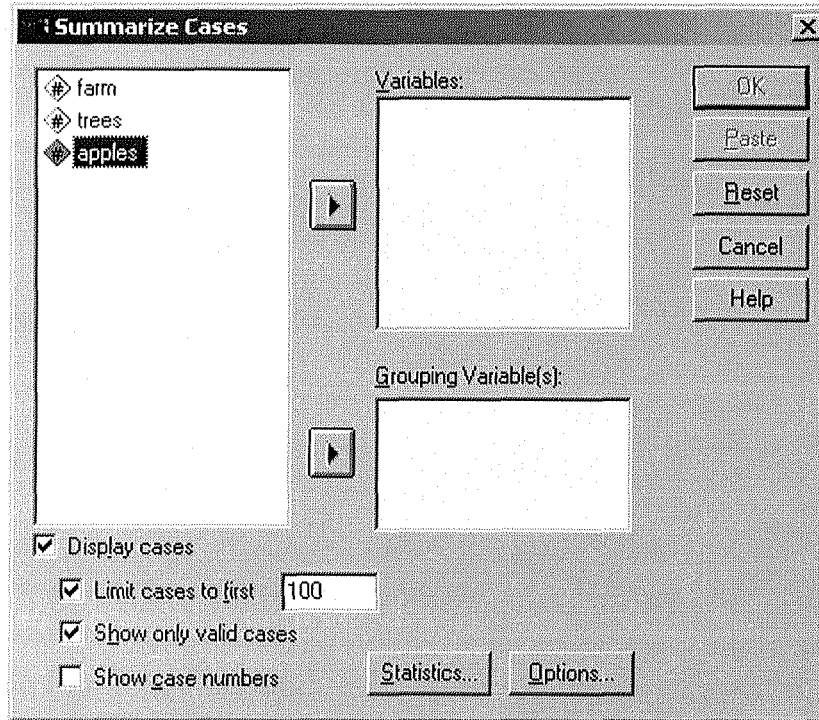 Summarize Cases
farm
trees
apples
Variables:
Grouping Variable(s):
OK
Paste
Reset
Cancel
Help
Display cases
Limit cases to first 100
Show only valid cases
Show case numbers
Statistics...
Options...